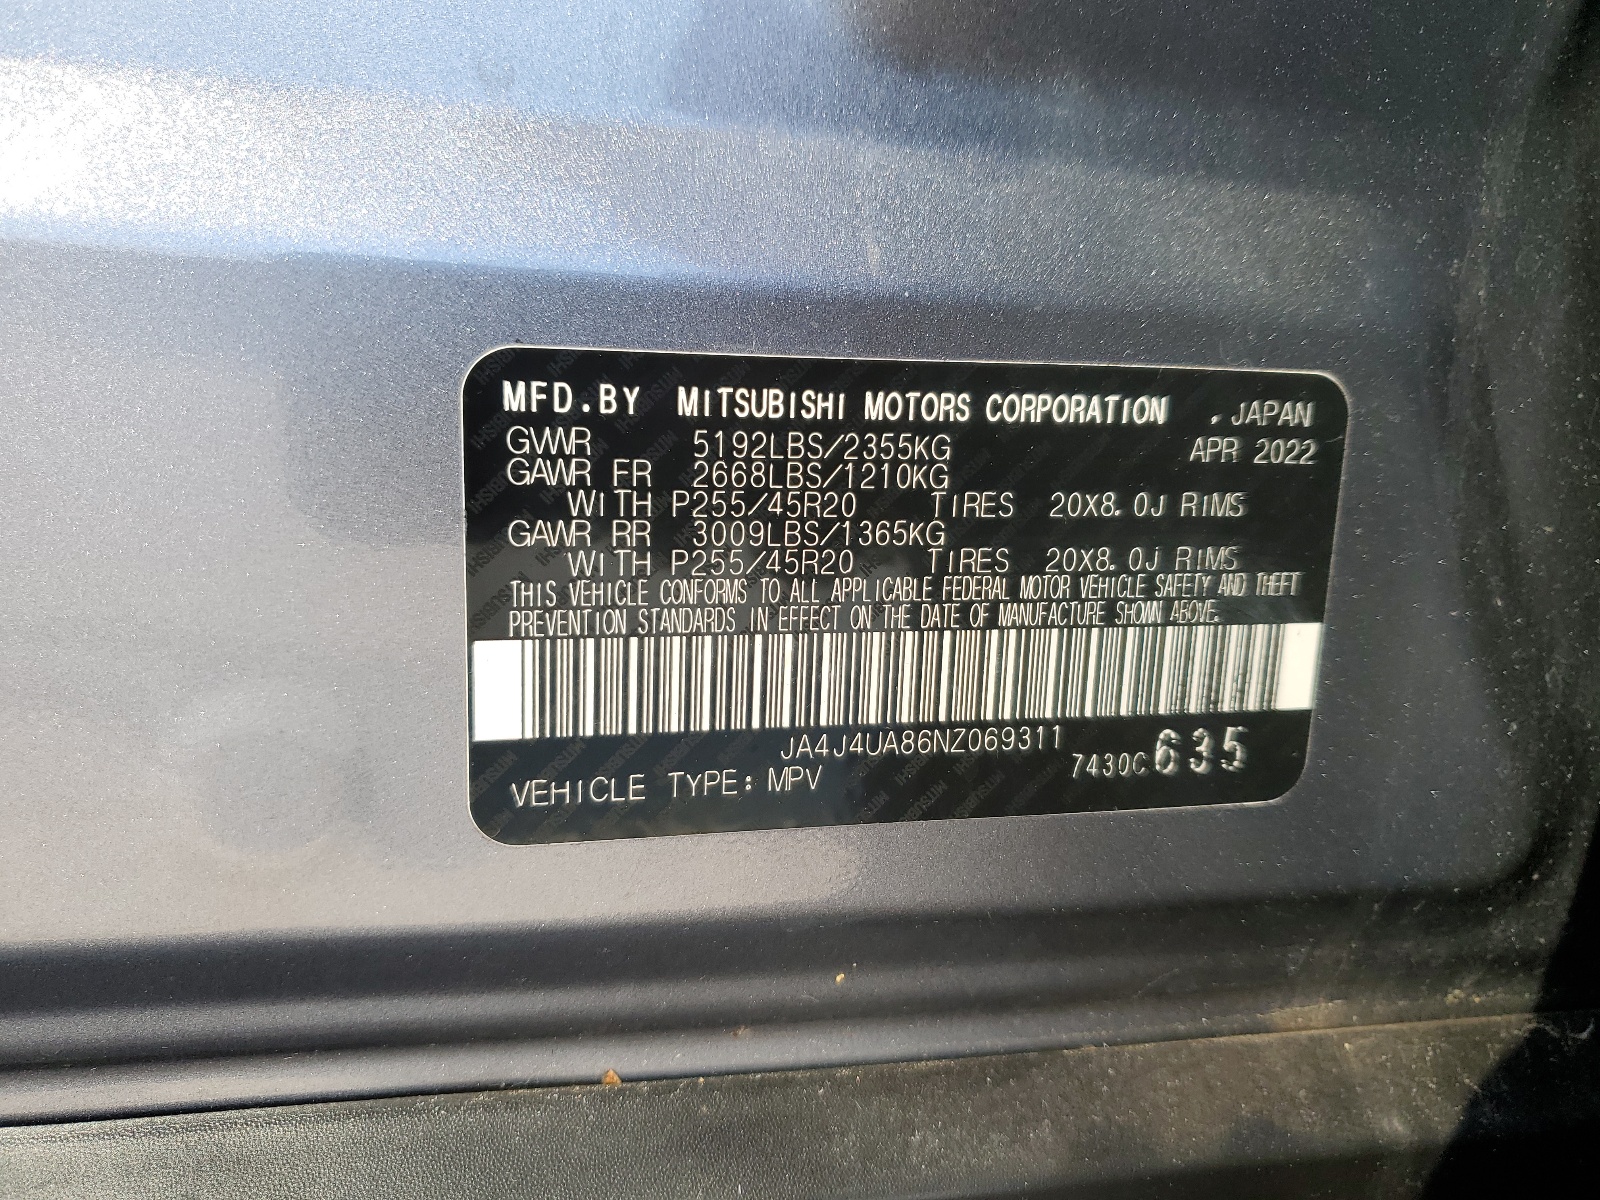 MFD.BY MITSUBISHI MOTORS CORPORATION , JAPAN
GVWR 5192LBS/2355KG APR 2022
GAWR FR 2668LBS/1210KG
WITH P255/45R20 TIRES 20X8.0J RIMS
GAWR RR 3009LBS/1365KG
WITH P255/45R20 TIRES 20X8.0J RIMS
THIS VEHICLE CONFORMS TO ALL APPLICABLE FEDERAL MOTOR VEHICLE SAFETY AND THEFT
PREVENTION STANDARDS IN EFFECT ON THE DATE OF MANUFACTURE SHOWN ABOVE.
JA4J4UA86NZ069311
VEHICLE TYPE: MPV 7430C 635